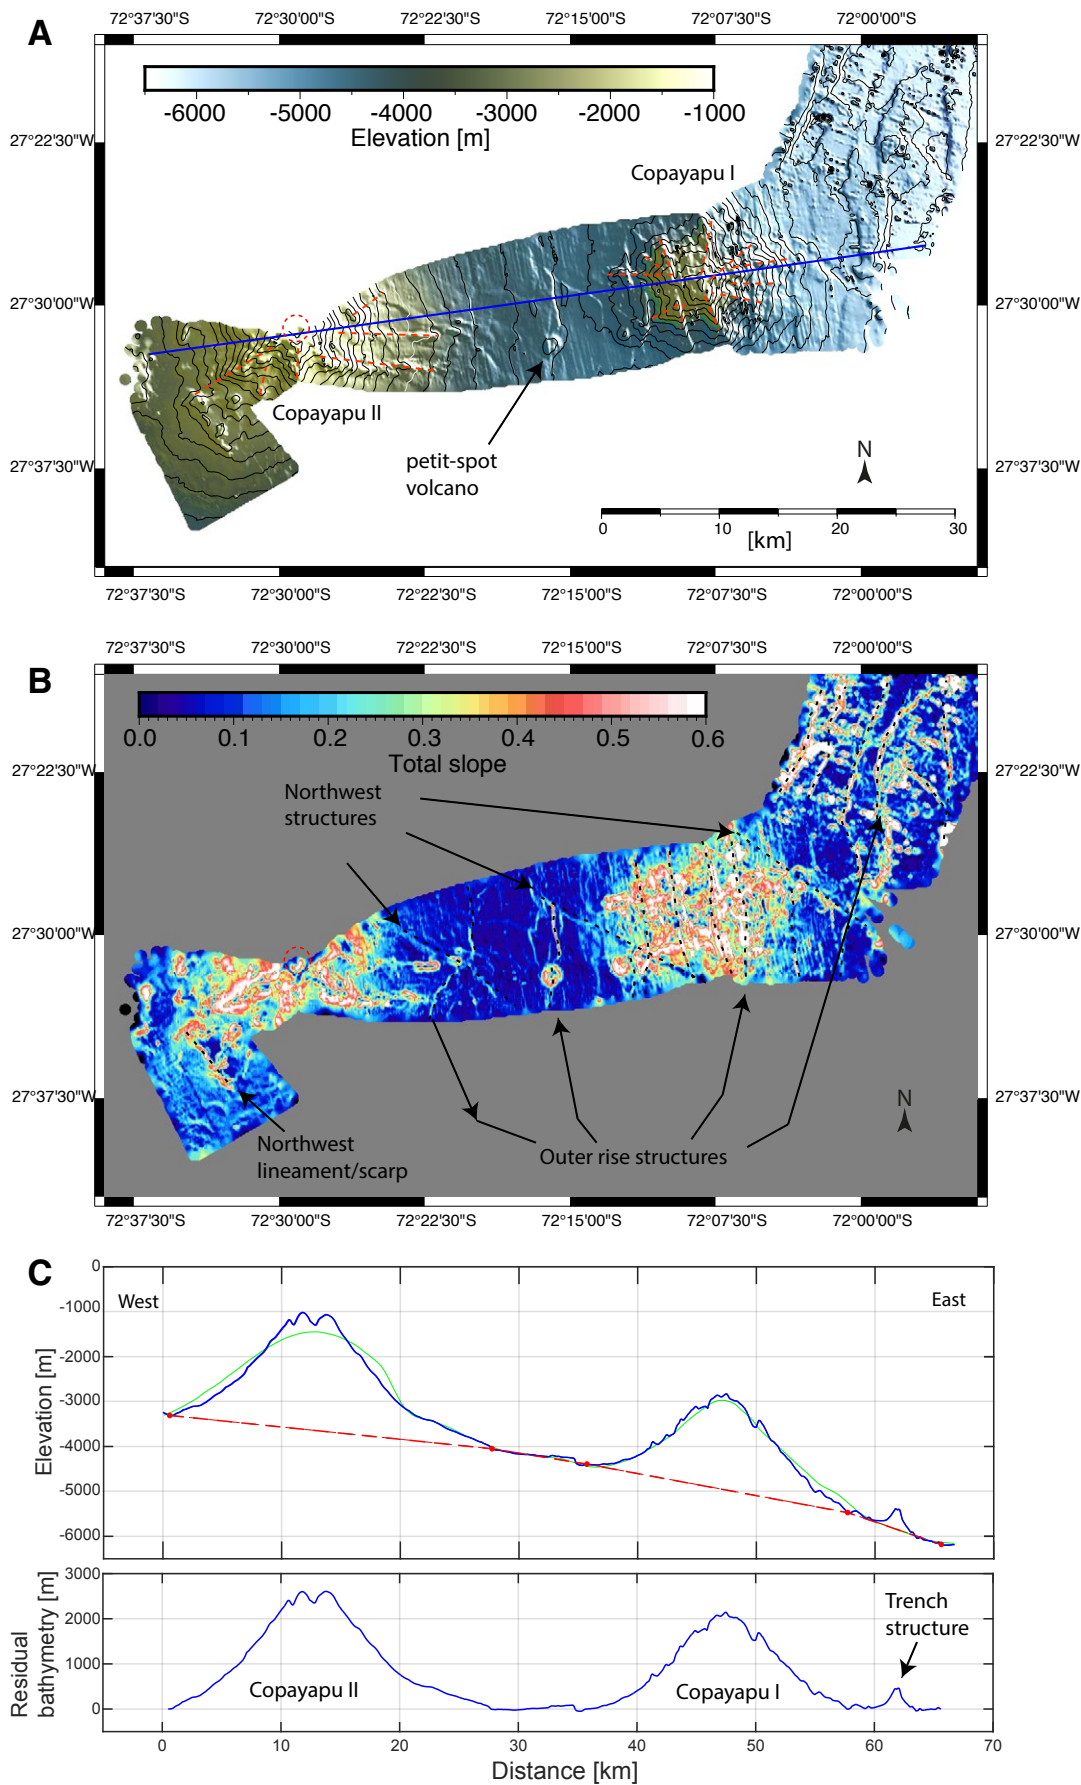 A
72°37'30"S 72°30'00"S 72°22'30"S 72°15'00"S 72°07'30"S 72°00'00"S
-6000 -5000 -4000 -3000 -2000 -1000
Elevation [m]
27°22'30"W 27°22'30"W
Copayapu I
27°30'00"W 27°30'00"W
Copayapu II
petit-spot
volcano
N
27°37'30"W 27°37'30"W
0 10 20 30
[km]
72°37'30"S 72°30'00"S 72°22'30"S 72°15'00"S 72°07'30"S 72°00'00"S
B
72°37'30"S 72°30'00"S 72°22'30"S 72°15'00"S 72°07'30"S 72°00'00"S
0.0 0.1 0.2 0.3 0.4 0.5 0.6
Total slope
27°22'30"W 27°22'30"W
Northwest
structures
27°30'00"W 27°30'00"W
27°37'30"W 27°37'30"W
N
Northwest
lineament/scarp
Outer rise structures
72°37'30"S 72°30'00"S 72°22'30"S 72°15'00"S 72°07'30"S 72°00'00"S
C
0
-1000
-2000
-3000
-4000
-5000
-6000
Elevation [m]
West
East
3000
2000
1000
0
Residual
bathymetry [m]
Copayapu II
Copayapu I
Trench
structure
0 10 20 30 40 50 60 70
Distance [km]